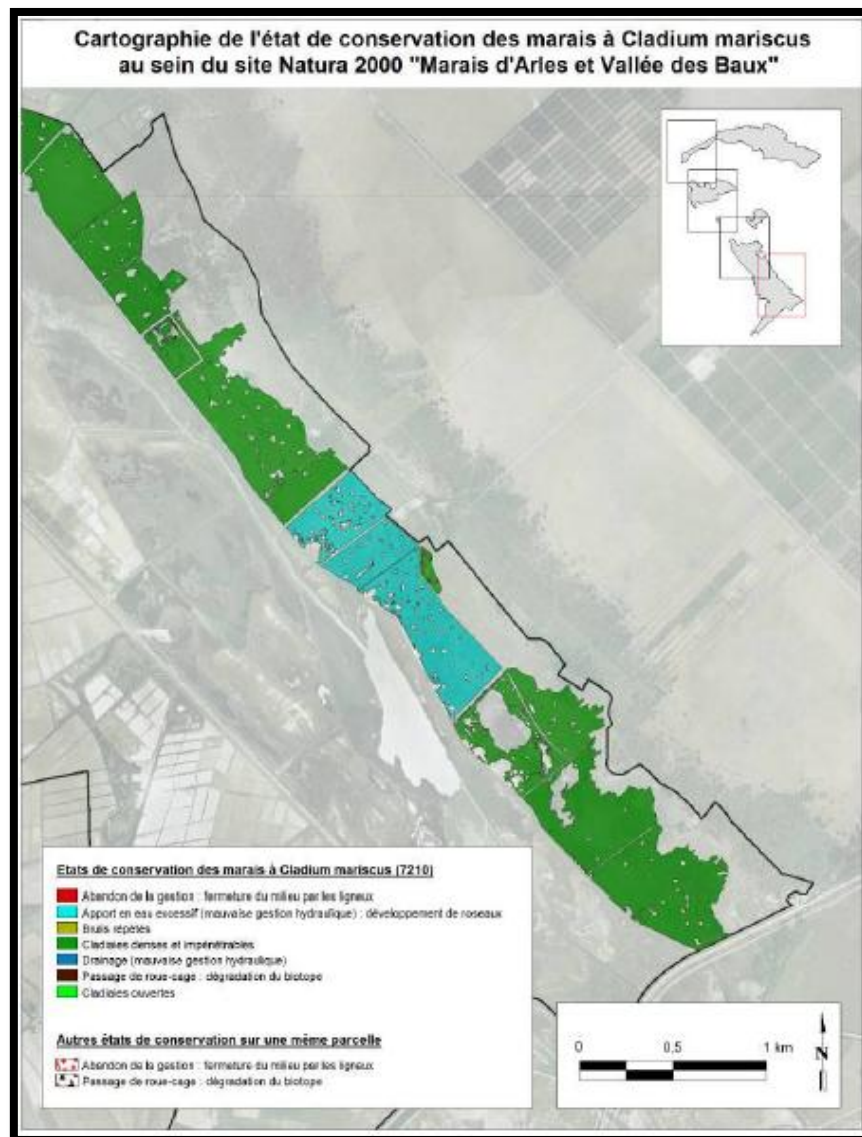 Cartographie de l'état de conservation des marais à Cladium mariscus
au sein du site Natura 2000 "Marais d'Arles et Vallée des Baux"
Etats de conservation des marais à Cladium mariscus (7210)
Abandon de la gestion : fermeture du milieu par les ligneux
Apport en eau excessif (mauvaise gestion hydraulique) : développement de roseaux
Brulis répétés
Cladiaies denses et impénétrables
Drainage (mauvaise gestion hydraulique)
Passage de roue-cage : dégradation du biotope
Cladiaies ouvertes
Autres états de conservation sur une même parcelle
Abandon de la gestion : fermeture du milieu par les ligneux
Passage de roue-cage : dégradation du biotope
0 0,5 1 km
N